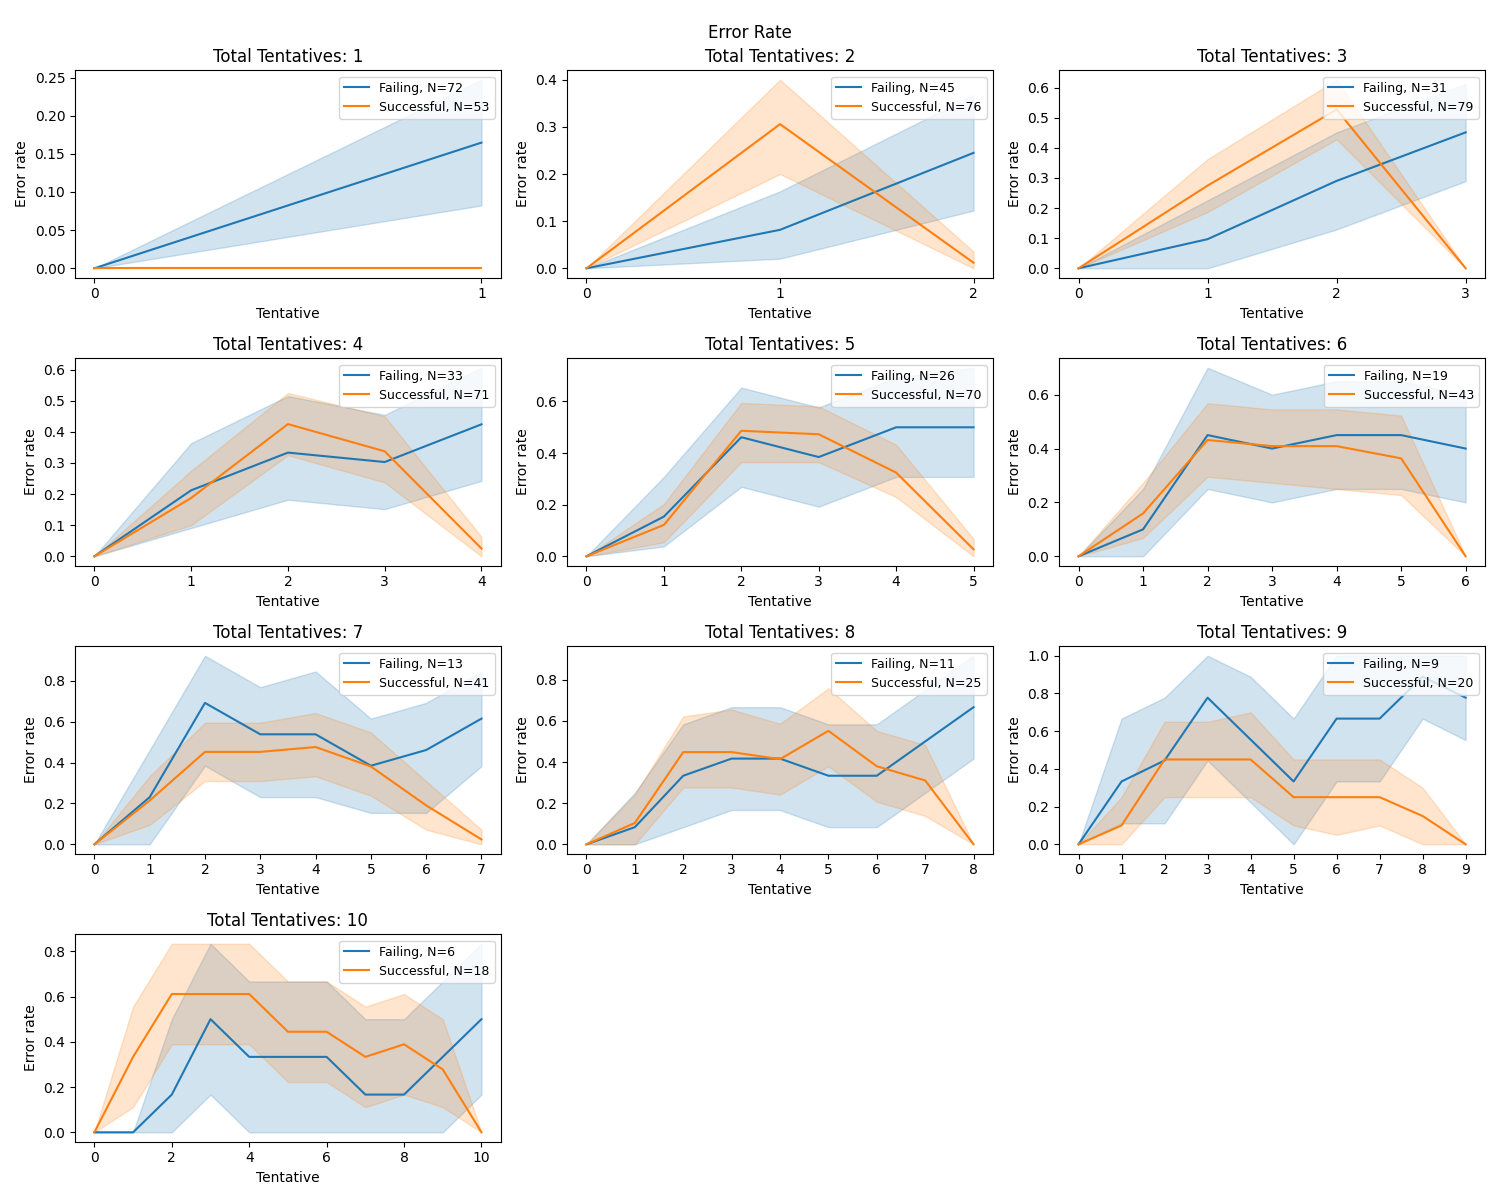 Error Rate
Total Tentatives: 1
0.25
0.20
0.15
0.10
0.05
0.00
Error rate
Failing, N=72
Successful, N=53
0 1
Tentative
Total Tentatives: 2
0.4
0.3
0.2
0.1
0.0
Error rate
Failing, N=45
Successful, N=76
0 1 2
Tentative
Total Tentatives: 3
0.6
0.5
0.4
0.3
0.2
0.1
0.0
Error rate
Failing, N=31
Successful, N=79
0 1 2 3
Tentative
Total Tentatives: 4
0.6
0.5
0.4
0.3
0.2
0.1
0.0
Error rate
Failing, N=33
Successful, N=71
0 1 2 3 4
Tentative
Total Tentatives: 5
0.6
0.4
0.2
0.0
Error rate
Failing, N=26
Successful, N=70
0 1 2 3 4 5
Tentative
Total Tentatives: 6
0.6
0.4
0.2
0.0
Error rate
Failing, N=19
Successful, N=43
0 1 2 3 4 5 6
Tentative
Total Tentatives: 7
0.8
0.6
0.4
0.2
0.0
Error rate
Failing, N=13
Successful, N=41
0 1 2 3 4 5 6 7
Tentative
Total Tentatives: 8
0.8
0.6
0.4
0.2
0.0
Error rate
Failing, N=11
Successful, N=25
0 1 2 3 4 5 6 7 8
Tentative
Total Tentatives: 9
1.0
0.8
0.6
0.4
0.2
0.0
Error rate
Failing, N=9
Successful, N=20
0 1 2 3 4 5 6 7 8 9
Tentative
Total Tentatives: 10
0.8
0.6
0.4
0.2
0.0
Error rate
Failing, N=6
Successful, N=18
0 2 4 6 8 10
Tentative